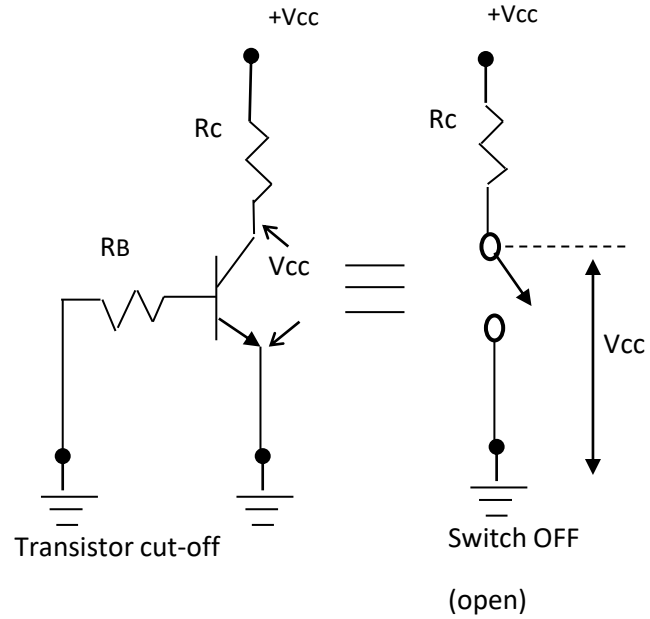 +Vcc
+Vcc
Rc
Rc
RB
Vcc
Vcc
Transistor cut-off
Switch OFF
(open)